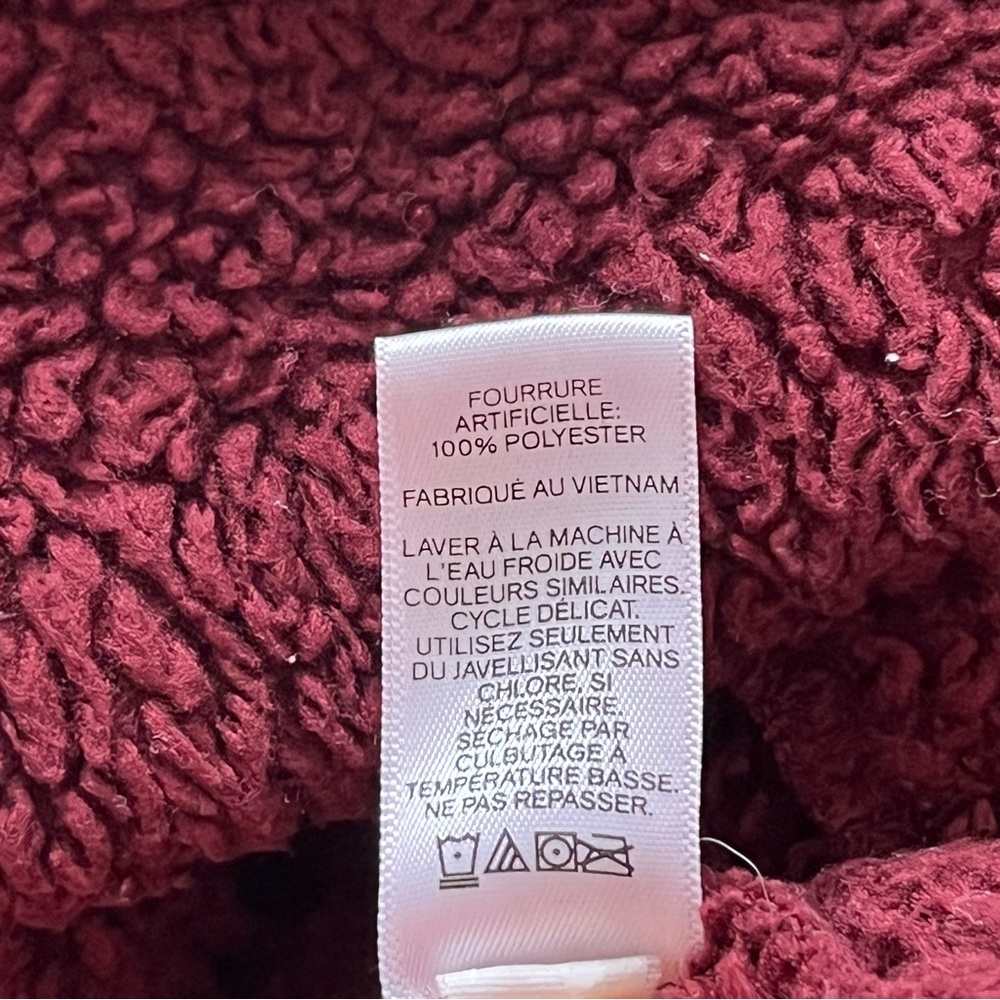 FOURRURE
ARTIFICIELLE:
100% POLYESTER
FABRIQUÉ AU VIETNAM
LAVER À LA MACHINE À
L'EAU FROIDE AVEC
COULEURS SIMILAIRES.
CYCLE DÉLICAT.
UTILISEZ SEULEMENT
DU JAVELLISANT SANS
CHLORE, SI
NÉCESSAIRE.
SÉCHAGE PAR
CULBUTAGE À
TEMPÉRATURE BASSE.
NE PAS REPASSER.